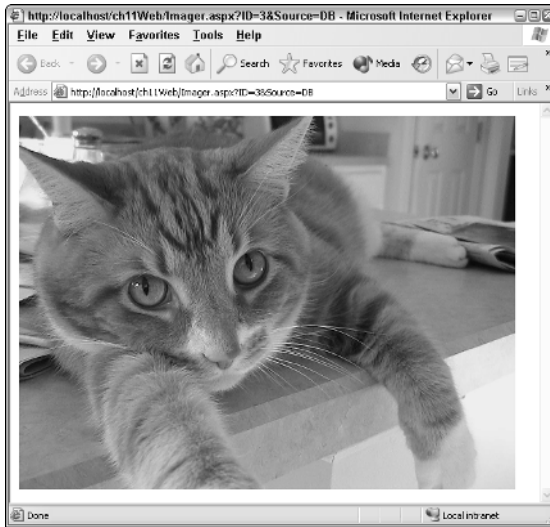 http://localhost/ch11Web/Imager.aspx?ID=3&Source=DB - Microsoft Internet Explorer
File Edit View Favorites Tools Help
Back Search Favorites Media
Address http://localhost/ch11Web/Imager.aspx?ID=3&Source=DB Go Links
Done Local intranet